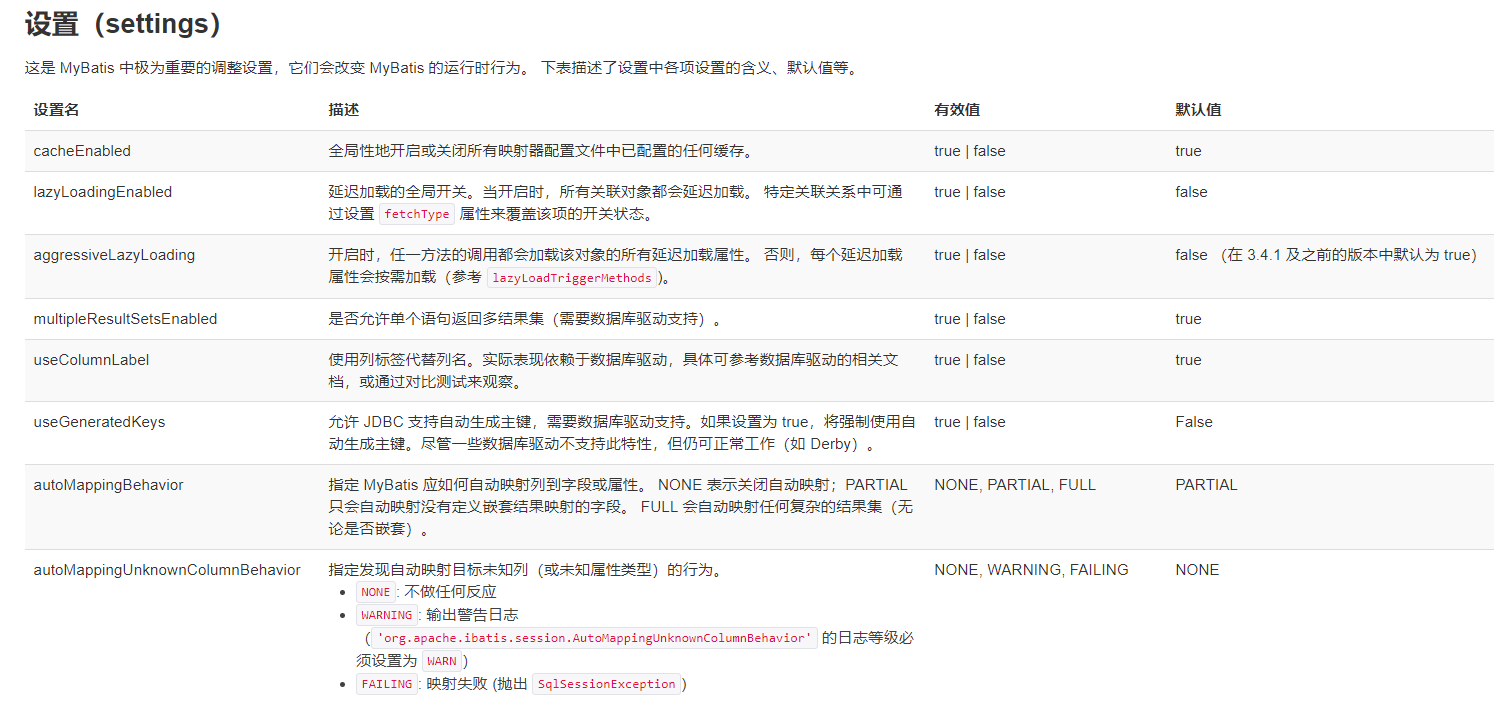 设置（settings）
这是 MyBatis 中极为重要的调整设置，它们会改变 MyBatis 的运行时行为。 下表描述了设置中各项设置的含义、默认值等。
设置名 描述 有效值 默认值
cacheEnabled 全局性地开启或关闭所有映射器配置文件中已配置的任何缓存。 true | false true
lazyLoadingEnabled 延迟加载的全局开关。当开启时，所有关联对象都会延迟加载。 特定关联关系中可通 true | false false
过设置 fetchType 属性来覆盖该项的开关状态。
aggressiveLazyLoading 开启时，任一方法的调用都会加载该对象的所有延迟加载属性。 否则，每个延迟加载 true | false false （在 3.4.1 及之前的版本中默认为 true)
属性会按需加载（参考 lazyLoadTriggerMethods)。
multipleResultSetsEnabled 是否允许单个语句返回多结果集（需要数据库驱动支持）。 true | false true
useColumnLabel 使用列标签代替列名。实际表现依赖于数据库驱动，具体可参考数据库驱动的相关文 true | false true
档，或通过对比测试来观察。
useGeneratedKeys 允许 JDBC 支持自动生成主键，需要数据库驱动支持。如果设置为 true，将强制使用自 true | false False
动生成主键。尽管一些数据库驱动不支持此特性，但仍可正常工作（如 Derby）。
autoMappingBehavior 指定 MyBatis 应如何自动映射列到字段或属性。 NONE 表示关闭自动映射；PARTIAL NONE, PARTIAL, FULL PARTIAL
只会自动映射没有定义嵌套结果映射的字段。 FULL 会自动映射任何复杂的结果集（无
论是否嵌套）。
autoMappingUnknownColumnBehavior 指定发现自动映射目标未知列（或未知属性类型）的行为。 NONE, WARNING, FAILING NONE
• NONE: 不做任何反应
• WARNING: 输出警告日志
（'org.apache.ibatis.session.AutoMappingUnknownColumnBehavior' 的日志等级必
须设置为 WARN)
• FAILING: 映射失败 (抛出 SqlSessionException)